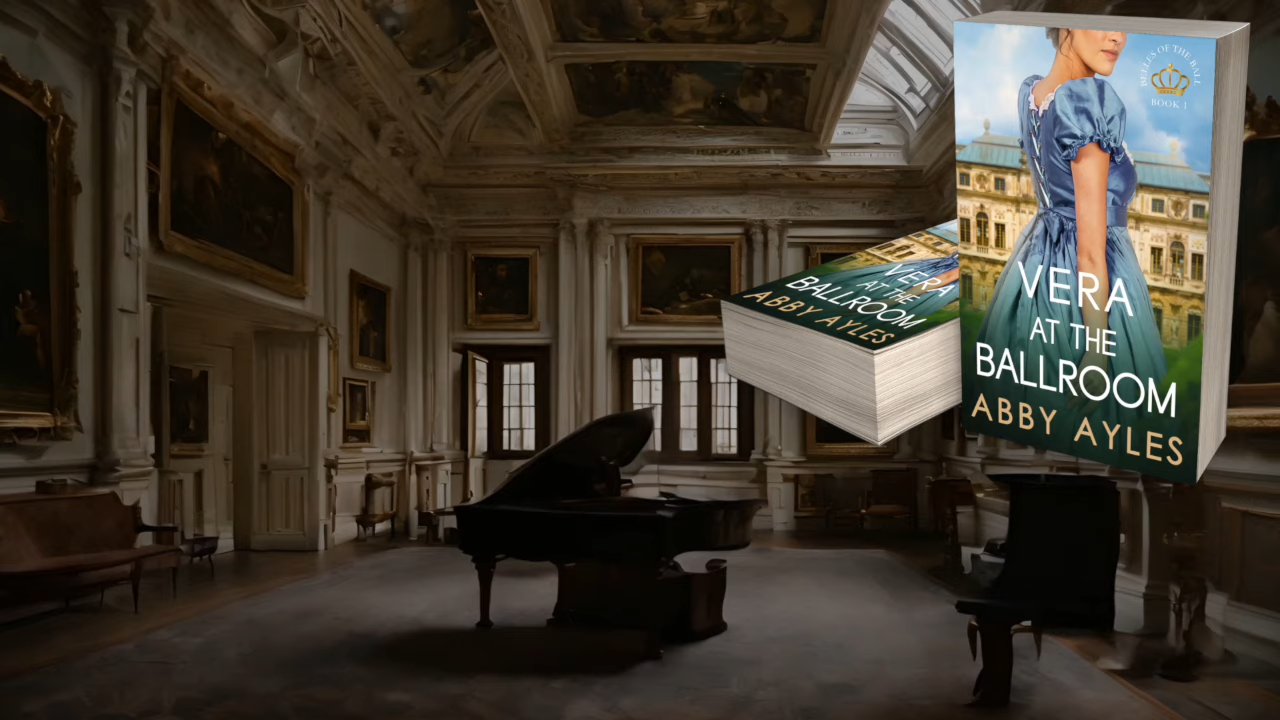 BELLES OF THE BALL
BOOK 1
VERA
AT THE
BALLROOM
ABBY AYLES
VERA
AT THE
BALLROOM
ABBY AYLES